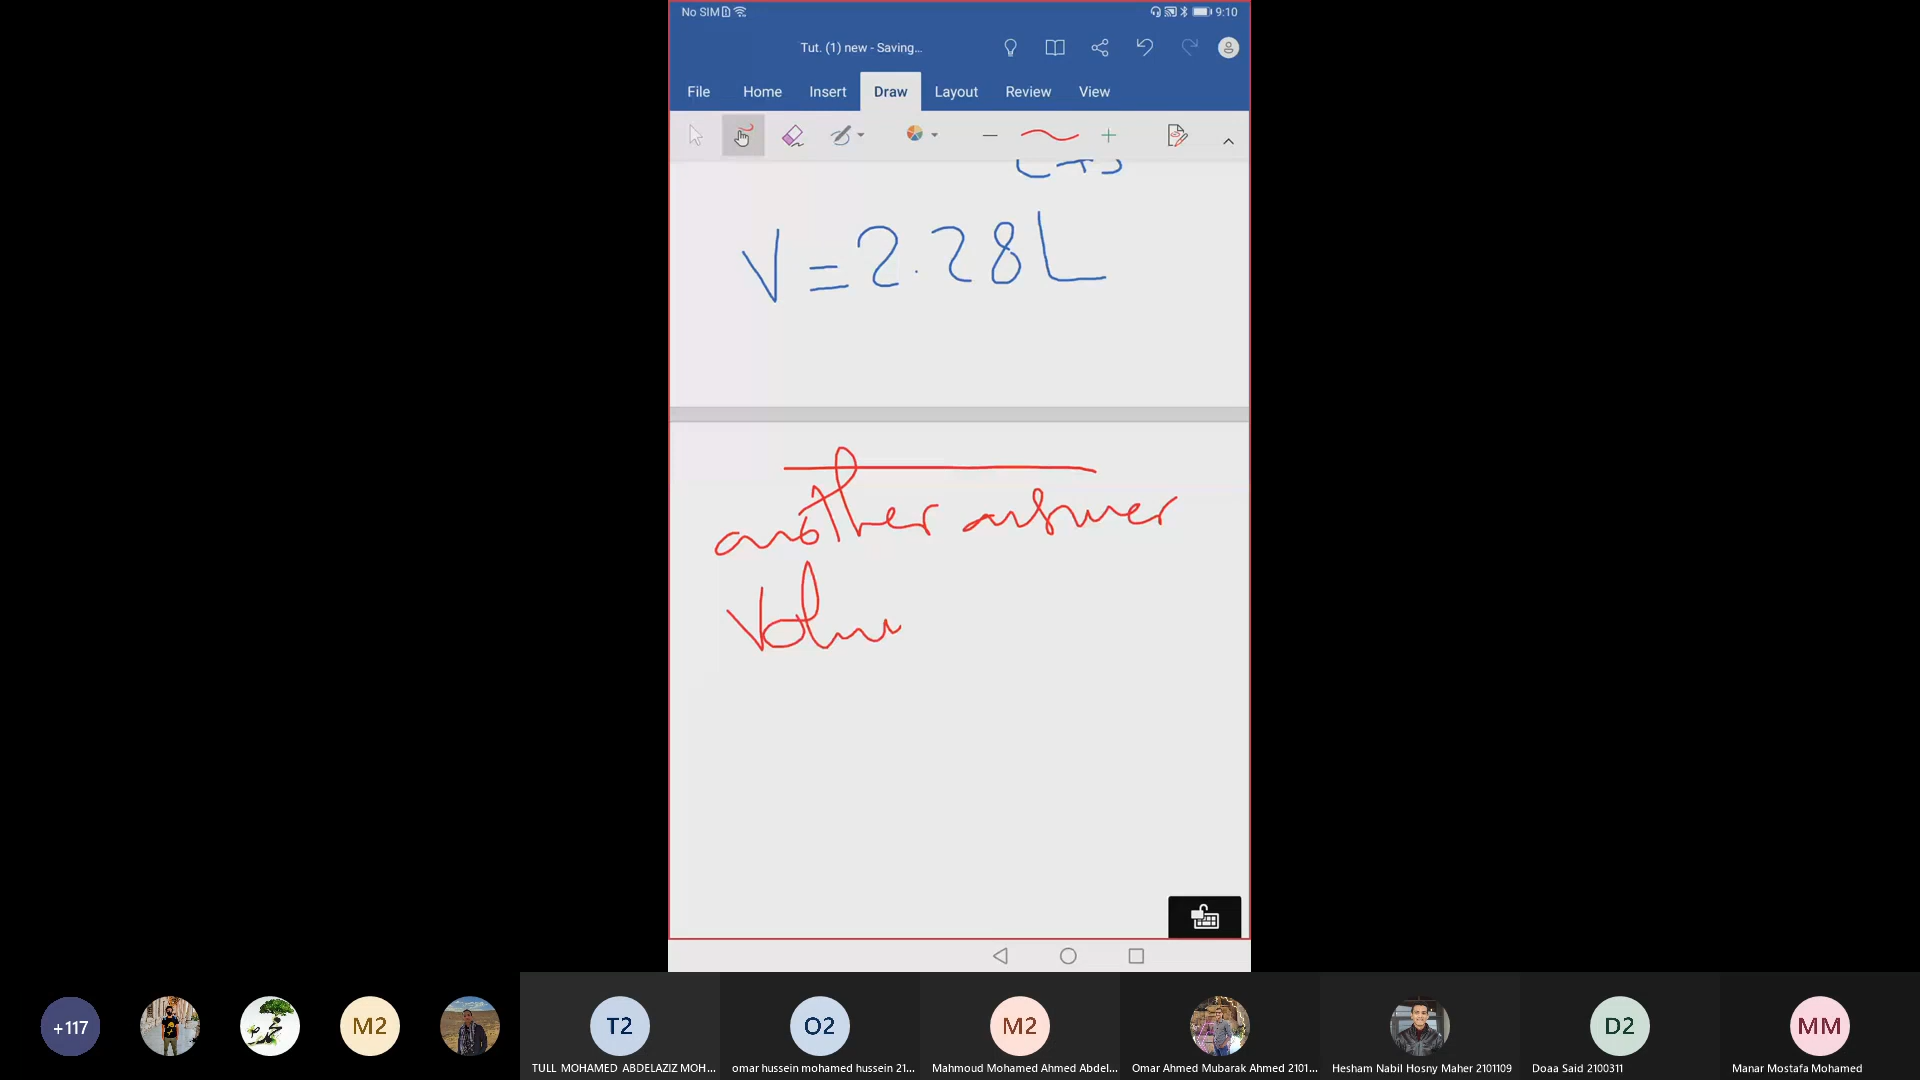 No SIM 9:10
Tut. (1) new - Saving...
File Home Insert Draw Layout Review View
V = 2.28 L
another answer
+117 M2 T2 O2 M2 D2 MM
TULL MOHAMED ABDELAZIZ MOH... omar hussein mohamed hussein 21... Mahmoud Mohamed Ahmed Abdel... Omar Ahmed Mubarak Ahmed 2101... Hesham Nabil Hosny Maher 2101109 Doaa Said 2100311 Manar Mostafa Mohamed